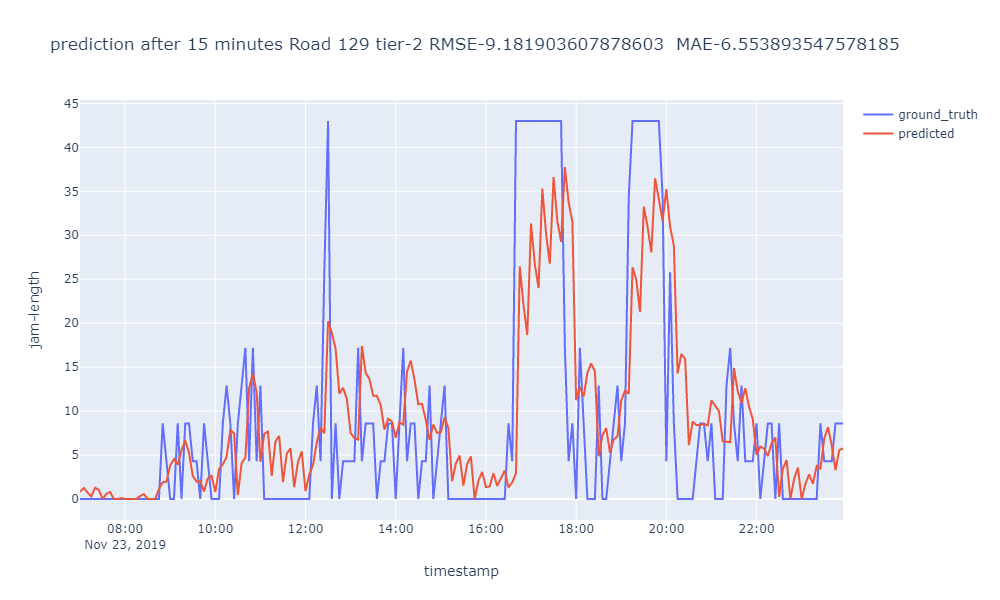 prediction after 15 minutes Road 129 tier-2 RMSE-9.181903607878603  MAE-6.553893547578185
ground_truth
predicted
45
40
35
30
25
20
15
10
5
0
jam-length
08:00 10:00 12:00 14:00 16:00 18:00 20:00 22:00
Nov 23, 2019
timestamp